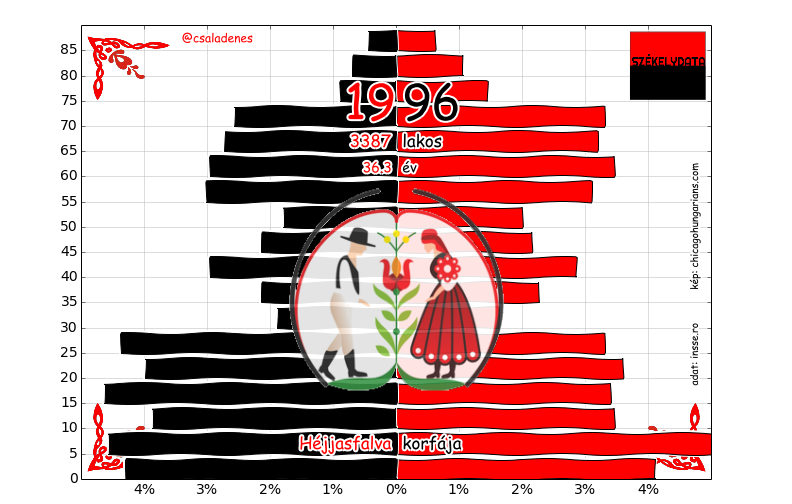 @csaladenes
SZÉKELYDATA
1996
3387 lakos
36.3 év
Héjjasfalva korfája
kép: chicagohungarians.com
adat: insse.ro
85
80
75
70
65
60
55
50
45
40
35
30
25
20
15
10
5
0
4% 3% 2% 1% 0% 1% 2% 3% 4%